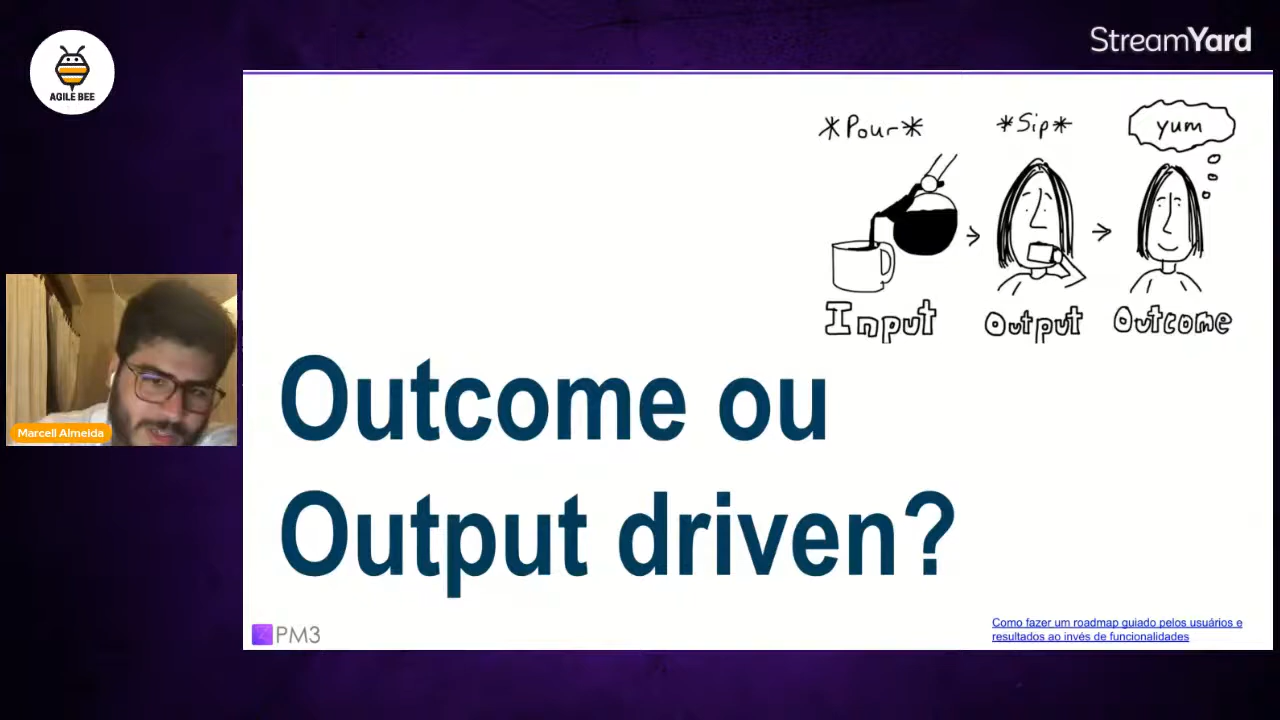 AGILE BEE
StreamYard
*Pour*
*Sip*
yum
Input
Output
Outcome
Outcome ou
Output driven?
Marcell Almeida
PM3
Como fazer um roadmap guiado pelos usuários e
resultados ao invés de funcionalidades